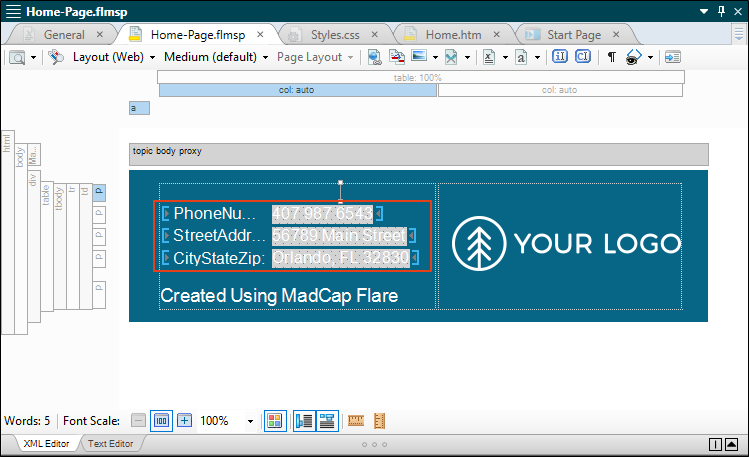 Home-Page.flmsp
General
Home-Page.flmsp
Styles.css
Home.htm
Start Page
Layout (Web)
Medium (default)
Page Layout
table: 100%
col: auto
col: auto
a
html
body
Ma...
div
table
tbody
tr
td
p
p
p
p
topic body proxy
PhoneNu... 407 987 6543
StreetAddr... 56789 Main Street
CityStateZip: Orlando, FL 32830
YOUR LOGO
Created Using MadCap Flare
Words: 5 Font Scale: 100 100%
XML Editor
Text Editor